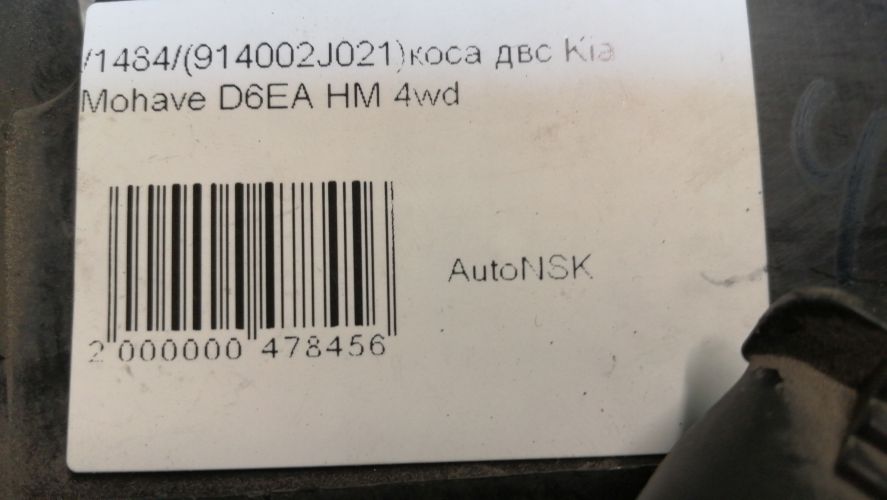 /1484/(914002J021)коса двс Kia
Mohave D6EA HM 4wd
AutoNSK
2 000000 478456